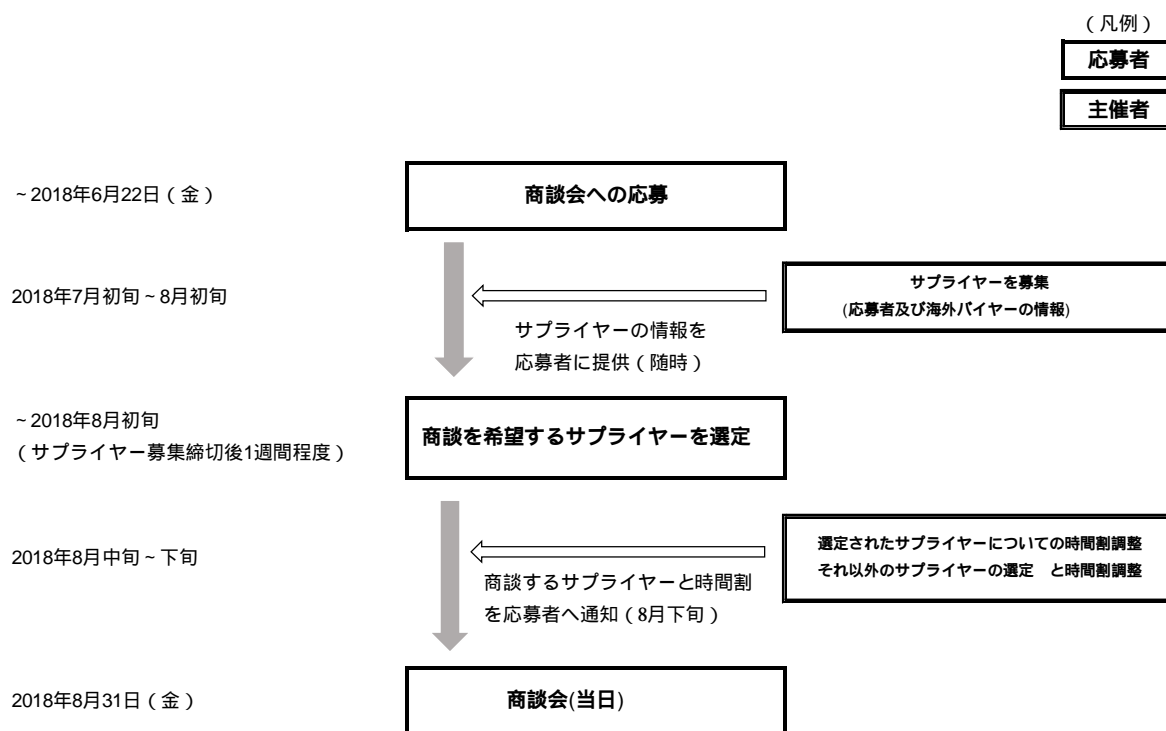 （凡例）
応募者
主催者
～2018年6月22日（金）
商談会への応募
2018年7月初旬～8月初旬
サプライヤーを募集
(応募者及び海外バイヤーの情報)
サプライヤーの情報を
応募者に提供（随時）
～2018年8月初旬
（サプライヤー募集締切後1週間程度）
商談を希望するサプライヤーを選定
2018年8月中旬～下旬
選定されたサプライヤーについての時間割調整
それ以外のサプライヤーの選定　と時間割調整
商談するサプライヤーと時間割
を応募者へ通知（8月下旬）
2018年8月31日（金）
商談会(当日)